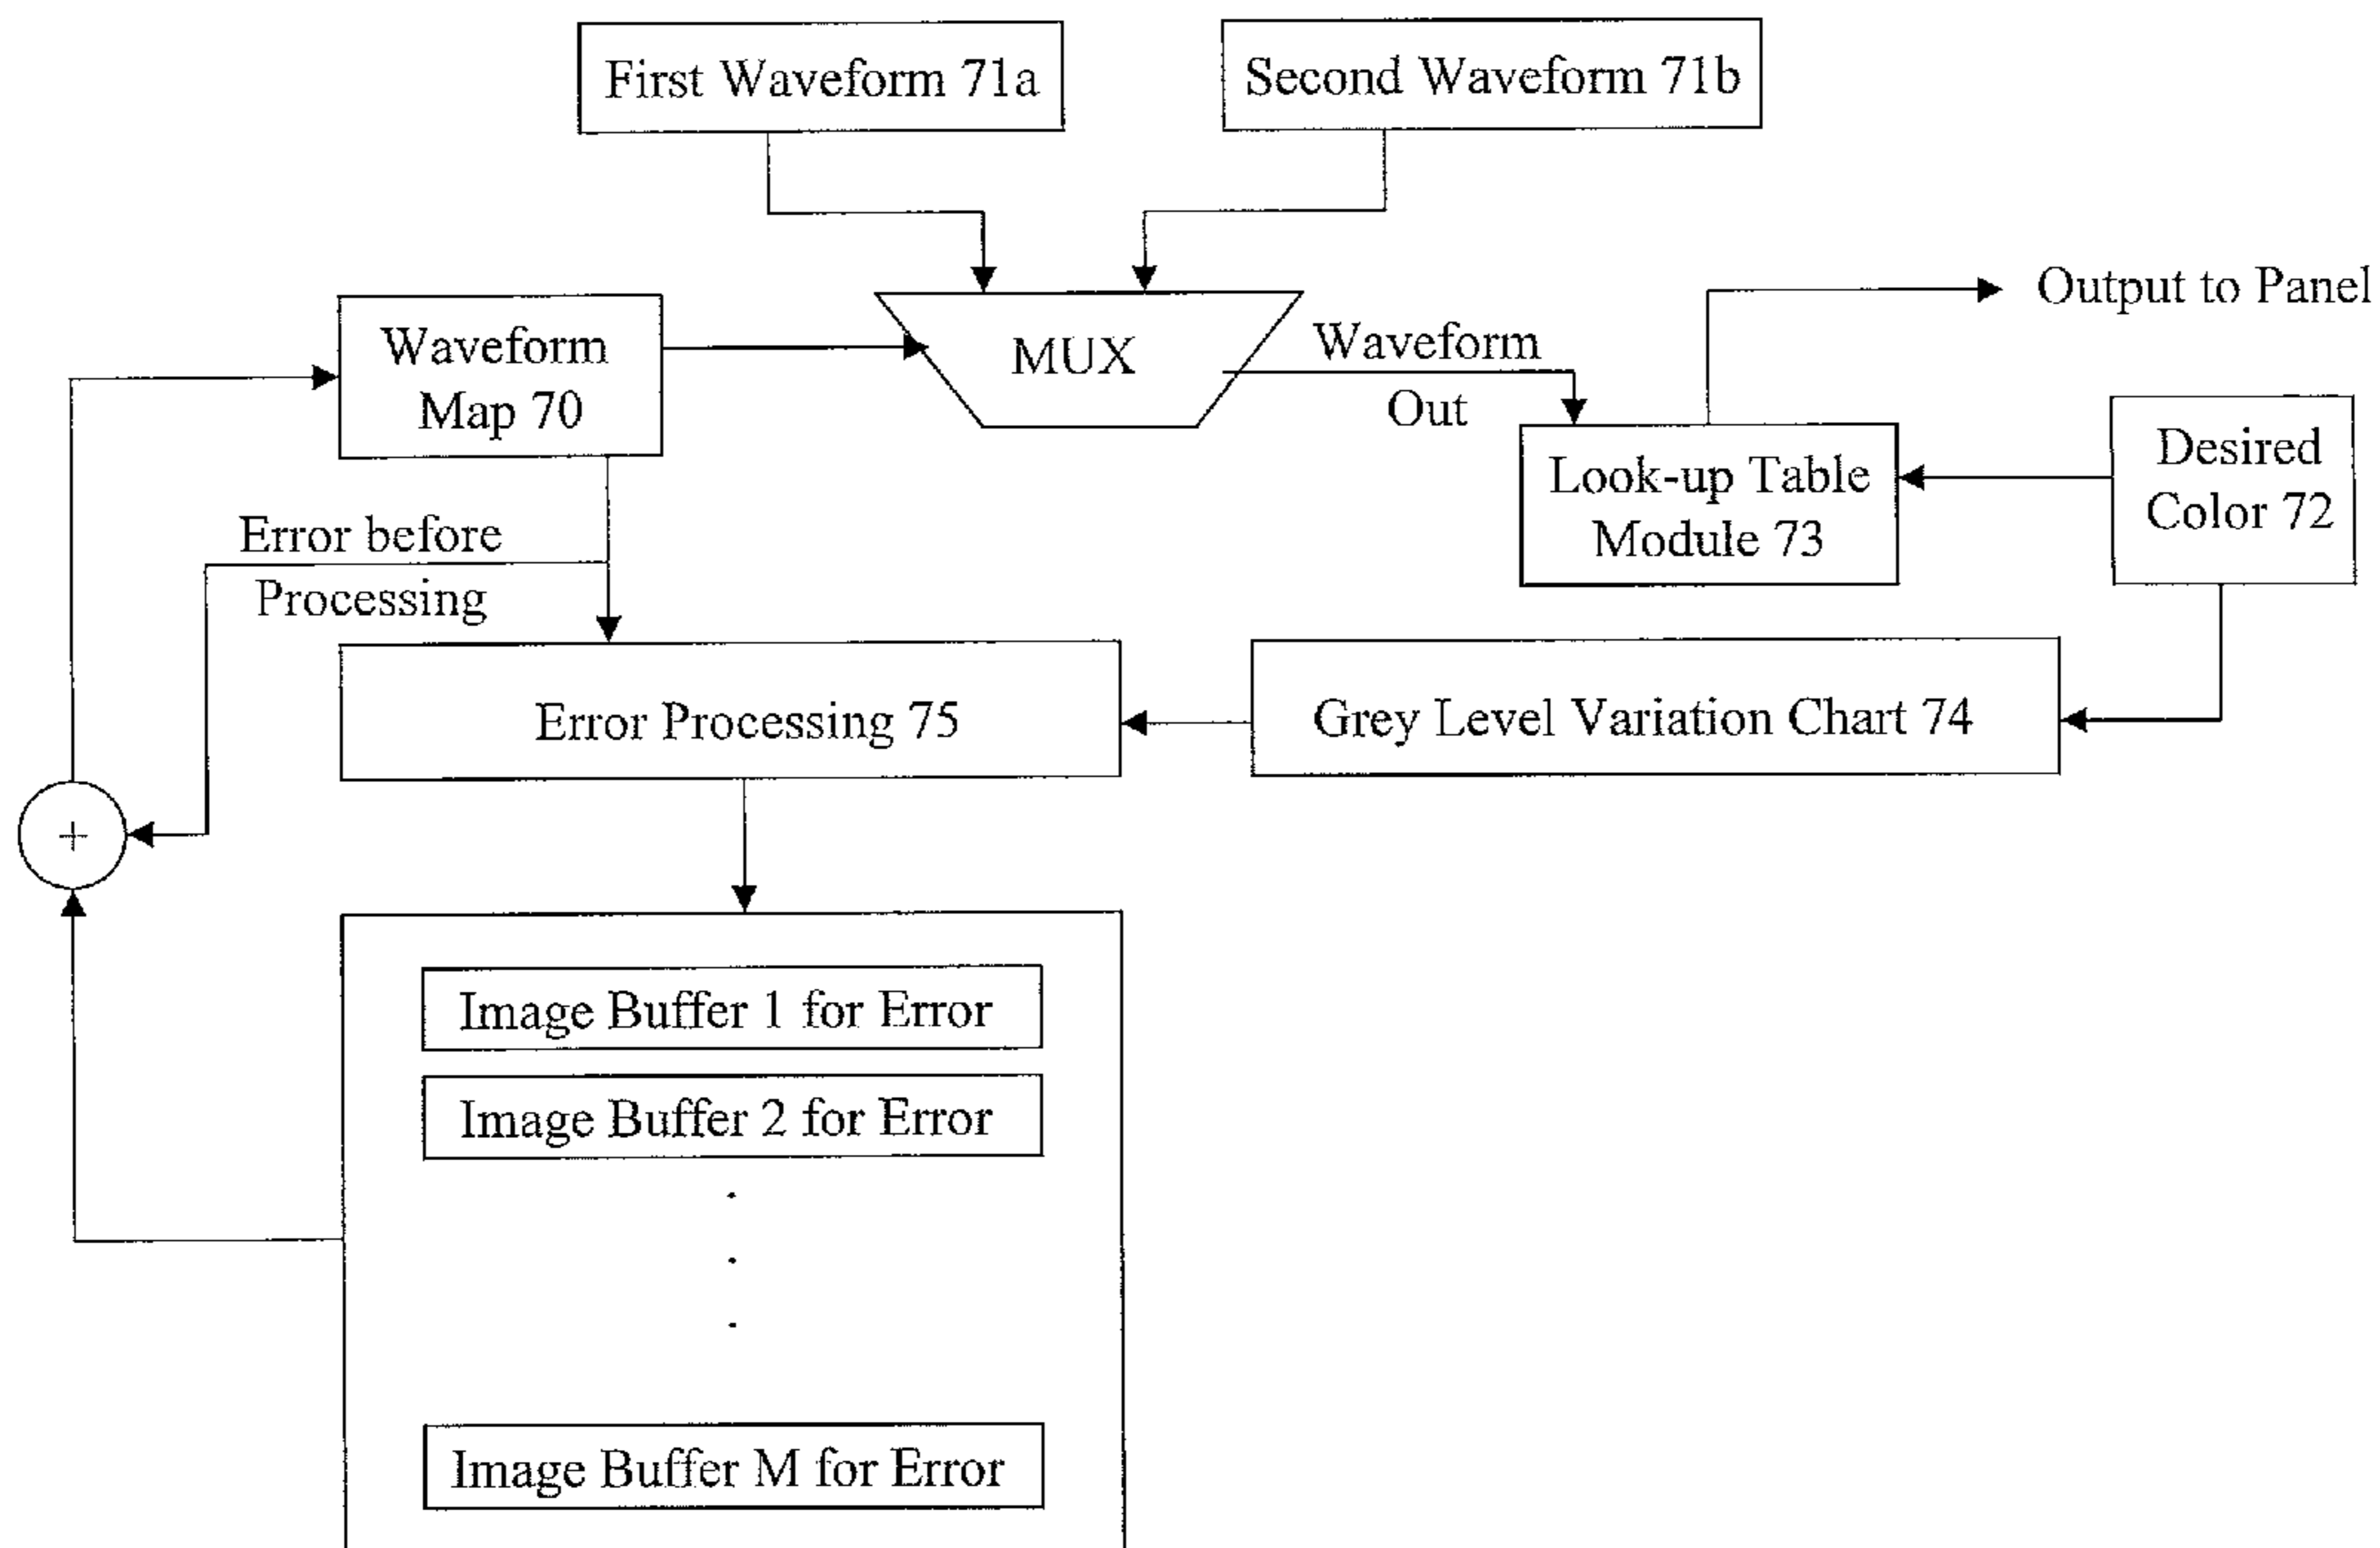 First Waveform 71a
Second Waveform 71b
Output to Panel
Waveform
Map 70
MUX
Waveform
Out
Look-up Table
Module 73
Desired
Color 72
Error before
Processing
Error Processing 75
Grey Level Variation Chart 74
+
Image Buffer 1 for Error
Image Buffer 2 for Error
.
.
.
Image Buffer M for Error